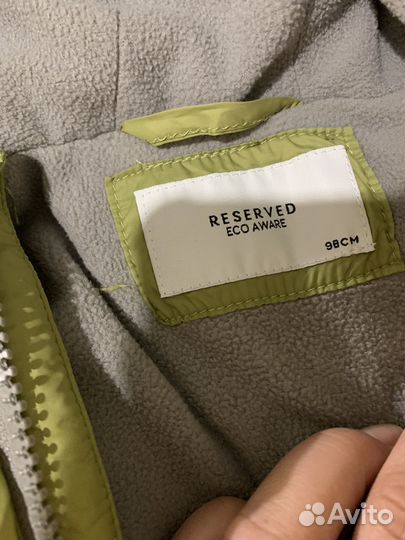 RESERVED
ECO AWARE
98CM
Avito